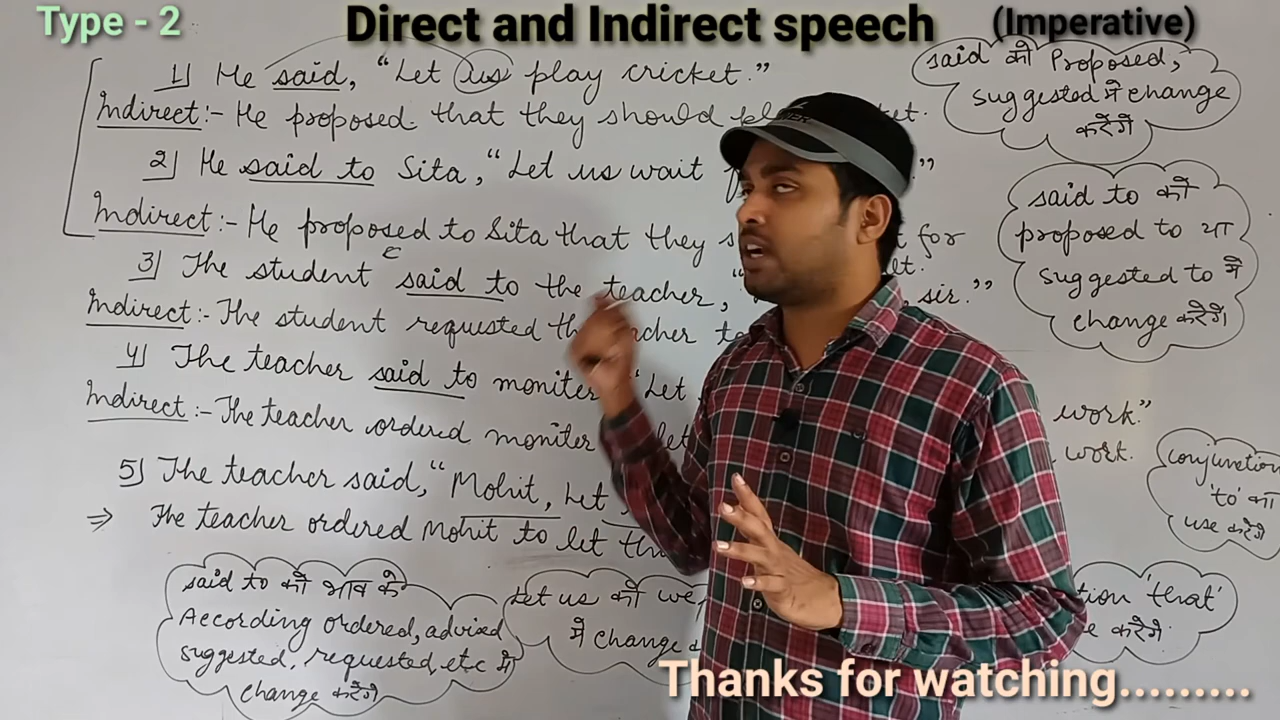 Type - 2
Direct and Indirect speech
(Imperative)
1) He said, "Let us play cricket."
Indirect :- He proposed that they should
2) He said to Sita, "Let us wait
Indirect :- He proposed to Sita that they for
3) The student said to the teacher, " sir."
Indirect :- The student requested
4) The teacher said to moniter, "Let work."
Indirect :- The teacher ordered moniter let work.
5) The teacher said, "Mohit, Let
⇒ The teacher ordered Mohit to let
said को Proposed,
suggested में change
करेंगे
said to को
proposed to या
suggested to में
change करेंगे
conjunction
'to' का
use करेंगे
said to को भाव के
According ordered, advised
suggested, requested, etc में
change करेंगे
Let us को we
में change
'that'
करेंगे
Thanks for watching.........